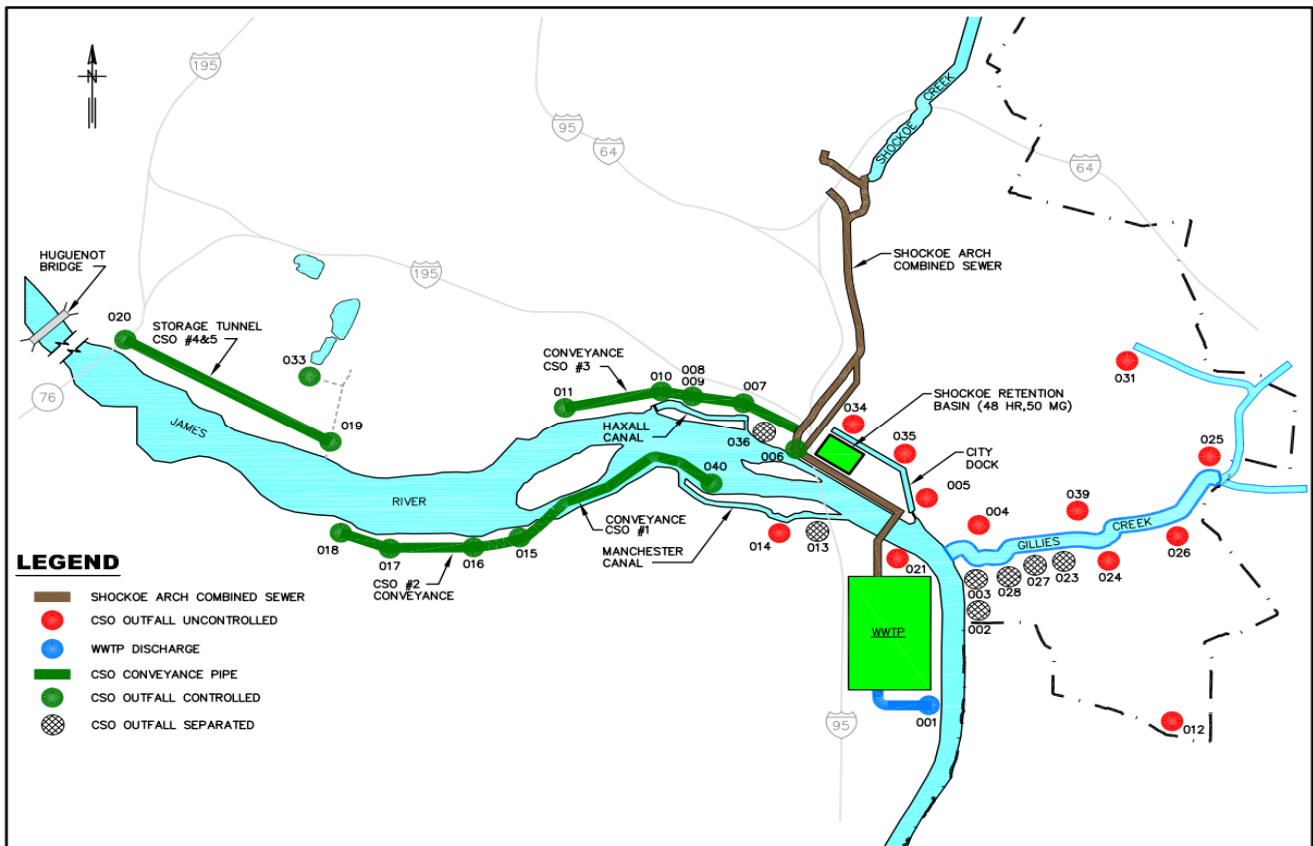 195
N
95
64
SHOCKOE CREEK
64
HUGUENOT
BRIDGE
SHOCKOE ARCH
COMBINED SEWER
195
020
STORAGE TUNNEL
CSO #4&5
033
76
JAMES
RIVER
019
CONVEYANCE
CSO #3
011
010
008
009
007
HAXALL
CANAL
036
006
034
SHOCKOE RETENTION
BASIN (48 HR,50 MG)
035
CITY
DOCK
005
031
025
040
CONVEYANCE
CSO #1
MANCHESTER
CANAL
018
017
016
015
CSO #2
CONVEYANCE
014
013
021
004
039
GILLIES
CREEK
026
024
023
027
028
003
002
WWTP
001
95
012
LEGEND
SHOCKOE ARCH COMBINED SEWER
CSO OUTFALL UNCONTROLLED
WWTP DISCHARGE
CSO CONVEYANCE PIPE
CSO OUTFALL CONTROLLED
CSO OUTFALL SEPARATED